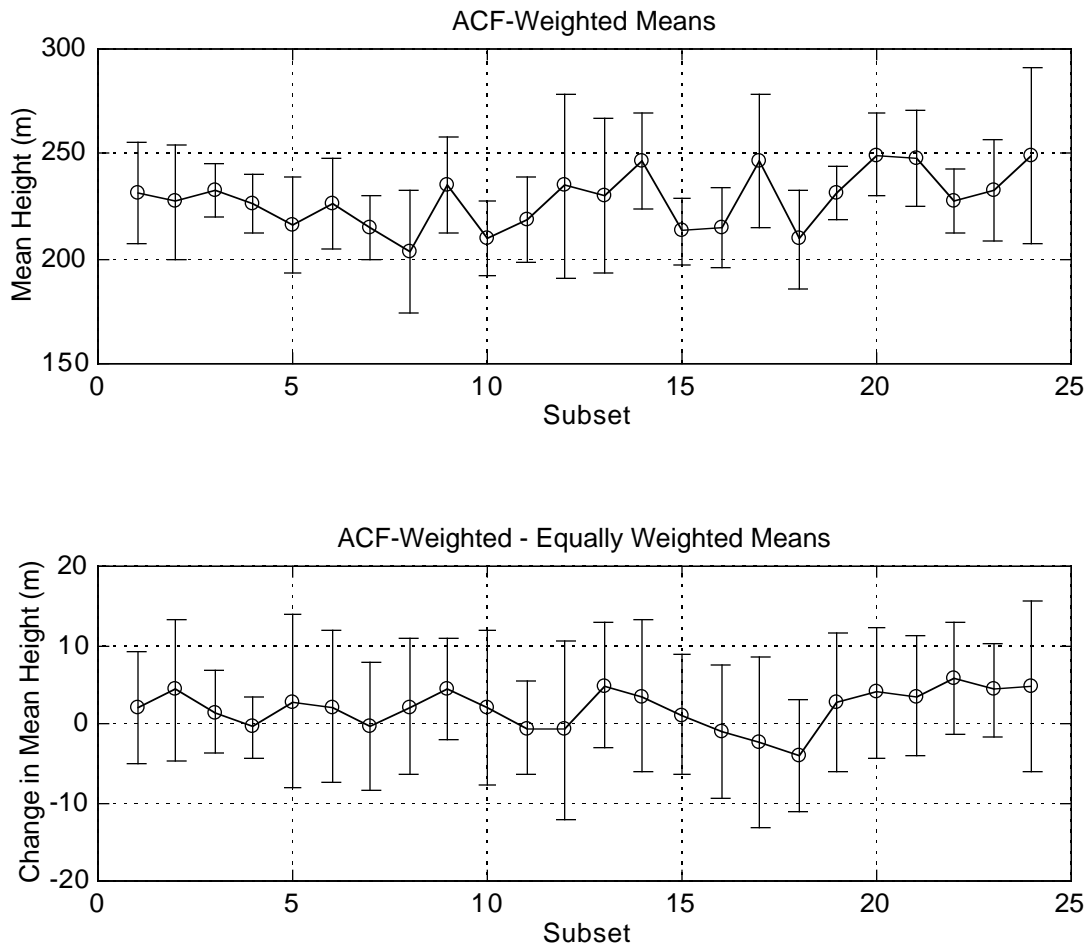 ACF-Weighted Means
300
250
200
150
Mean Height (m)
0 5 10 15 20 25
Subset
ACF-Weighted - Equally Weighted Means
20
10
0
-10
-20
Change in Mean Height (m)
0 5 10 15 20 25
Subset